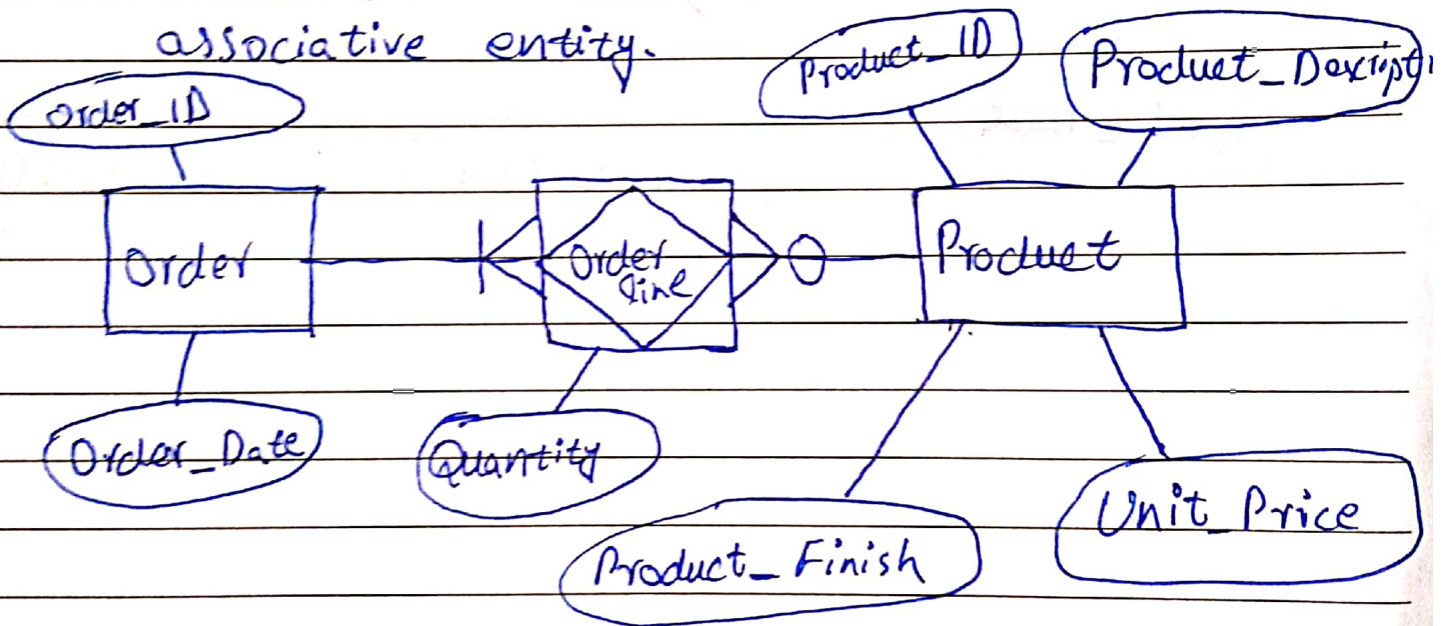 associative entity.
Order_ID
Product_ID
Order
Order
line
Product
Order_Date
Quantity
Product_Finish
Unit_Price